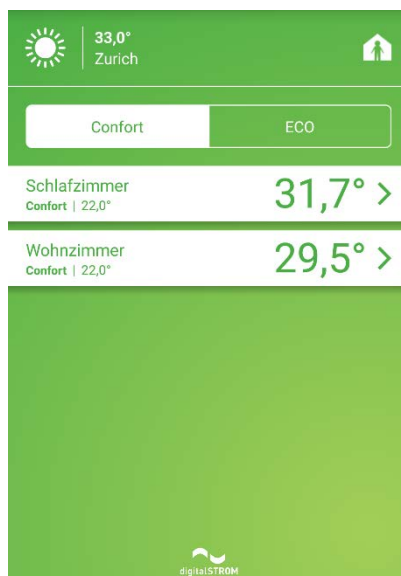 33,0°
Zurich
Confort ECO
Schlafzimmer 31,7° >
Confort | 22,0°
Wohnzimmer 29,5° >
Confort | 22,0°
digitalSTROM